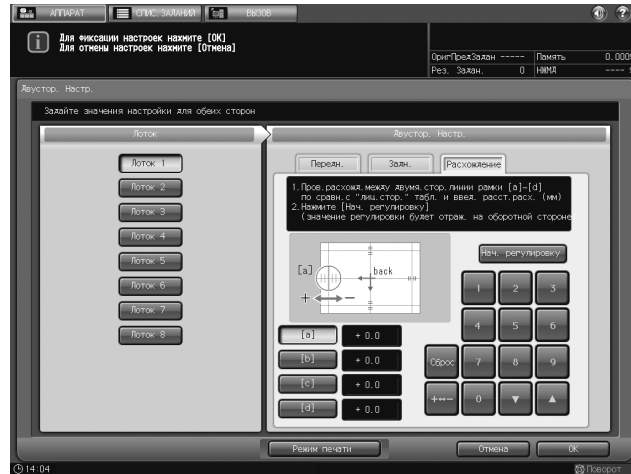 АППАРАТ
СПИС. ЗАДАНИЙ
ВЫЗОВ
Для фиксации настроек нажмите [OK]
Для отмены настроек нажмите [Отмена]
ОригПредЗадан -----
Память 0.000
Рез. Задан. 0
НЖМД ----
Двустор. Настр.
Задайте значения настройки для обеих сторон
Лоток
Лоток 1
Лоток 2
Лоток 3
Лоток 4
Лоток 5
Лоток 6
Лоток 7
Лоток 8
Двустор. Настр.
Передн.
Задн.
Расхождение
1.Пров.расхожд.между двумя.стор.линии рамки [a]-[d]
по сравн.с "лиц.стор." табл. и введ. расст.расх. (мм)
2.Нажмите [Нач. регулировку]
(значение регулировки будет отраж. на оборотной стороне
[a]
back
+ -
Нач. регулировку
1 2 3
4 5 6
Сброс 7 8 9
+↔- 0 ▼ ▲
[a] + 0.0
[b] + 0.0
[c] + 0.0
[d] + 0.0
Режим печати
Отмена
OK
14:04
Поворот